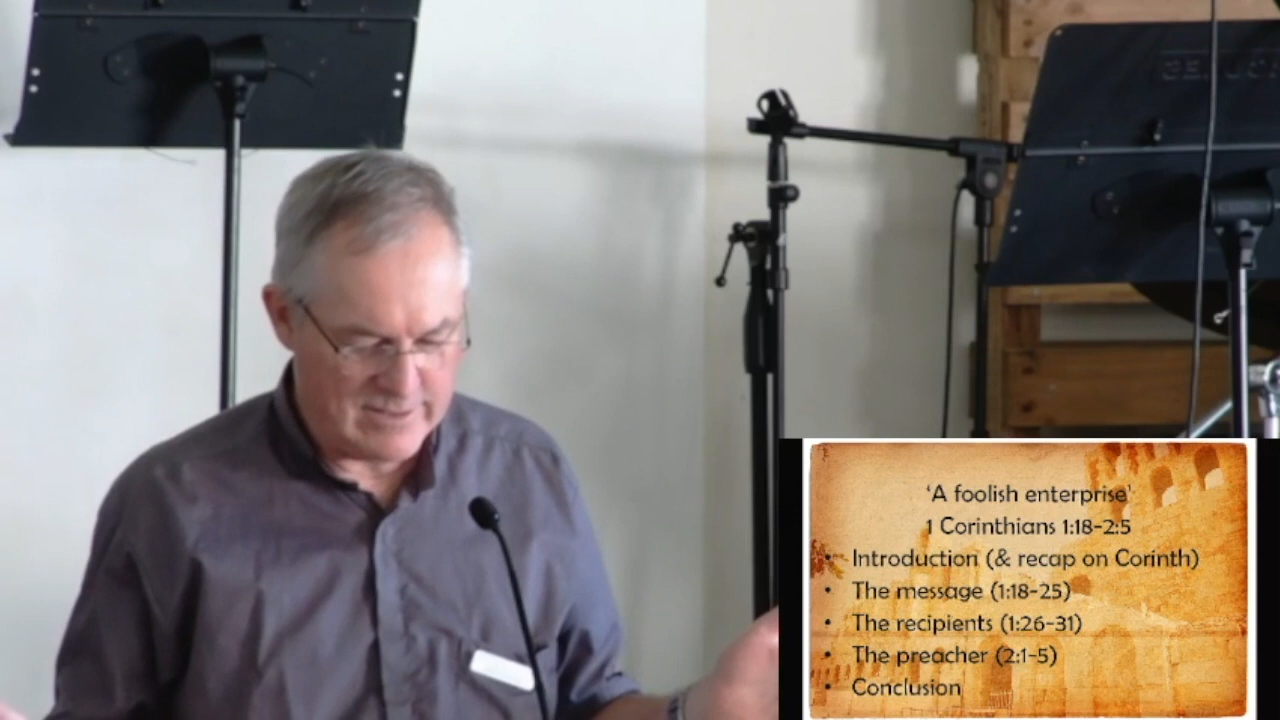 ‘A foolish enterprise’
1 Corinthians 1:18-2:5
• Introduction (& recap on Corinth)
• The message (1:18-25)
• The recipients (1:26-31)
• The preacher (2:1-5)
• Conclusion